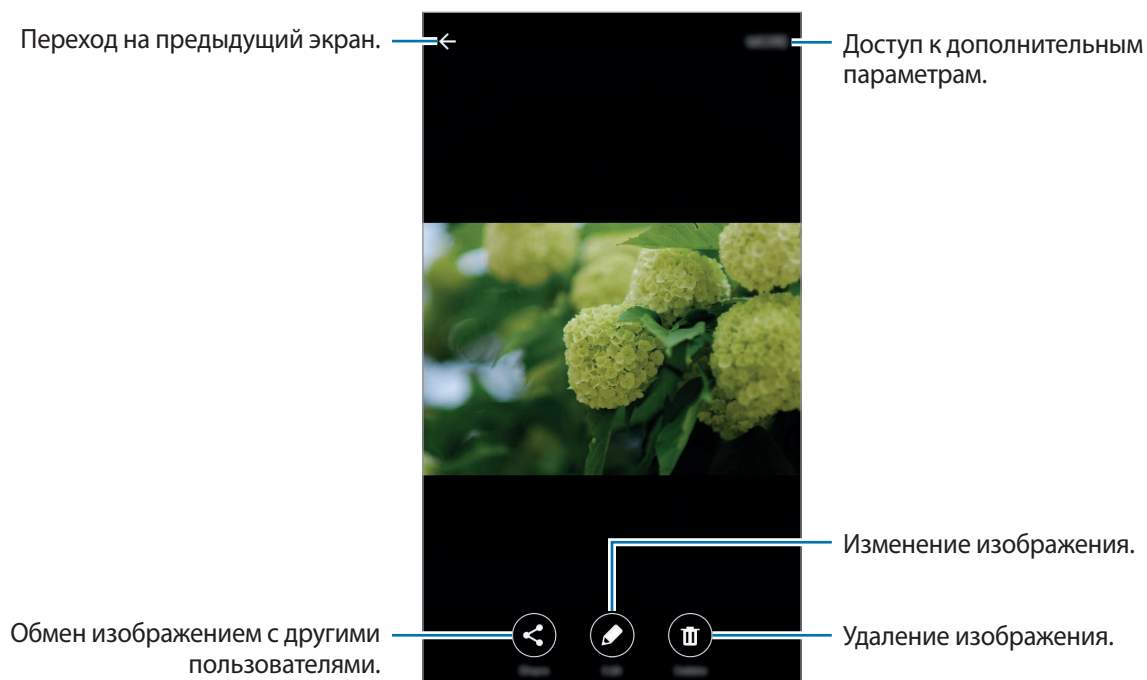 Переход на предыдущий экран.
Доступ к дополнительным
параметрам.
Изменение изображения.
Обмен изображением с другими
пользователями.
Удаление изображения.